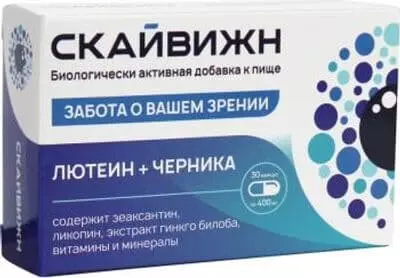 СКАЙВИЖН
Биологически активная добавка к пище
ЗАБОТА О ВАШЕМ ЗРЕНИИ
ЛЮТЕИН + ЧЕРНИКА
30 капсул
по 400 мг
содержит зеаксантин,
ликопин, экстракт гинкго билоба,
витамины и минералы
СКАЙВИЖН